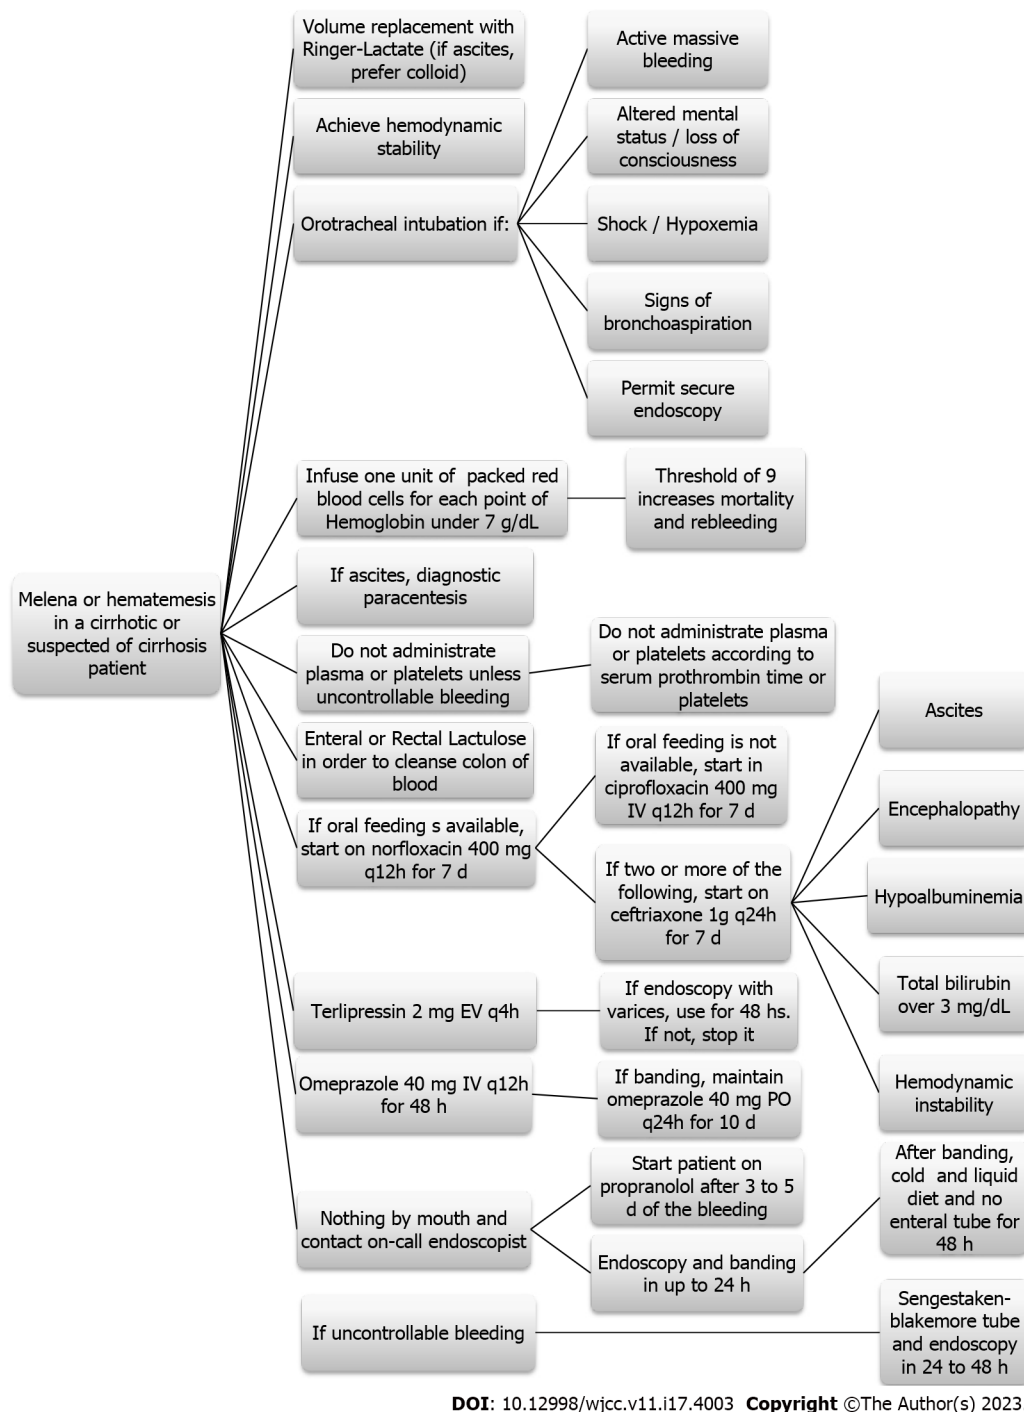 Volume replacement with
Ringer-Lactate (if ascites,
prefer colloid)
Achieve hemodynamic
stability
Orotracheal intubation if:
Active massive
bleeding
Altered mental
status / loss of
consciousness
Shock / Hypoxemia
Signs of
bronchoaspiration
Permit secure
endoscopy
Infuse one unit of packed red
blood cells for each point of
Hemoglobin under 7 g/dL
Threshold of 9
increases mortality
and rebleeding
Melena or hematemesis
in a cirrhotic or
suspected of cirrhosis
patient
If ascites, diagnostic
paracentesis
Do not administrate
plasma or platelets unless
uncontrollable bleeding
Do not administrate plasma
or platelets according to
serum prothrombin time or
platelets
Enteral or Rectal Lactulose
in order to cleanse colon of
blood
If oral feeding s available,
start on norfloxacin 400 mg
q12h for 7 d
If oral feeding is not
available, start in
ciprofloxacin 400 mg
IV q12h for 7 d
If two or more of the
following, start on
ceftriaxone 1g q24h
for 7 d
Ascites
Encephalopathy
Hypoalbuminemia
Total bilirubin
over 3 mg/dL
Hemodynamic
instability
Terlipressin 2 mg EV q4h
If endoscopy with
varices, use for 48 hs.
If not, stop it
Omeprazole 40 mg IV q12h
for 48 h
If banding, maintain
omeprazole 40 mg PO
q24h for 10 d
Nothing by mouth and
contact on-call endoscopist
Start patient on
propranolol after 3 to 5
d of the bleeding
Endoscopy and banding
in up to 24 h
After banding,
cold and liquid
diet and no
enteral tube for
48 h
If uncontrollable bleeding
Sengestaken-
blakemore tube
and endoscopy
in 24 to 48 h
DOI: 10.12998/wjcc.v11.i17.4003 Copyright ©The Author(s) 2023.